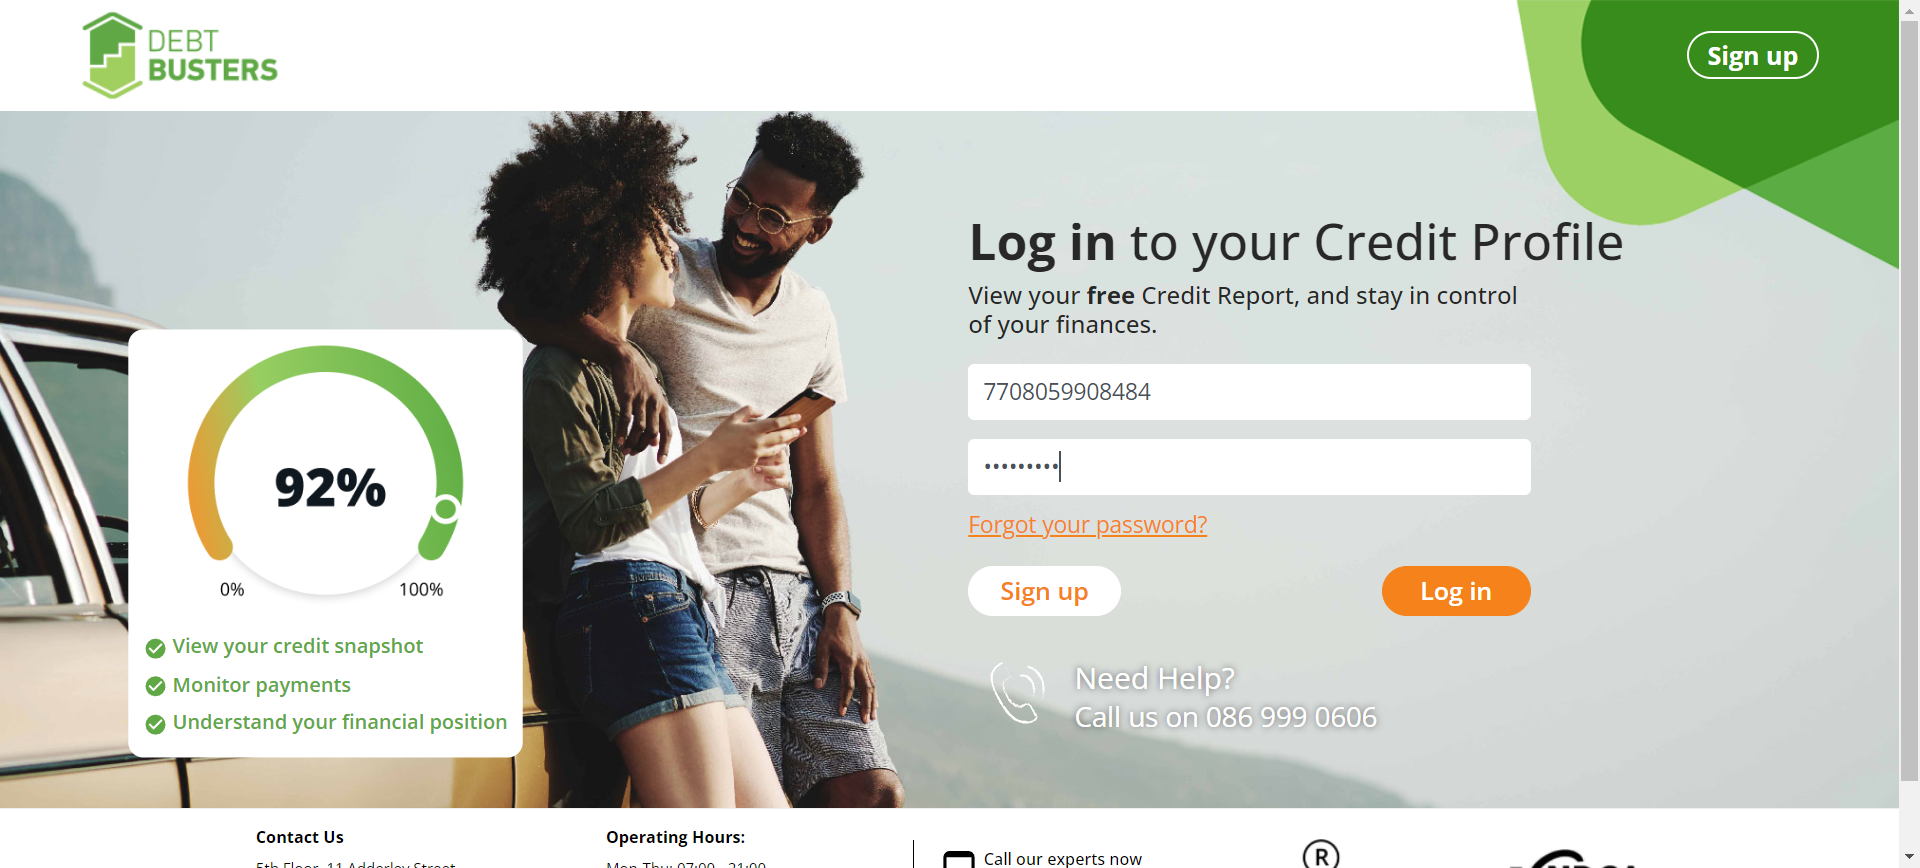 DEBT
BUSTERS
Sign up
Log in to your Credit Profile
View your free Credit Report, and stay in control
of your finances.
7708059908484
•••••••••
Forgot your password?
Sign up
Log in
Need Help?
Call us on 086 999 0606
92%
0%
100%
View your credit snapshot
Monitor payments
Understand your financial position
Contact Us
5th Floor, 11 Adderley Street
Operating Hours:
Mon-Thu: 07:00 - 21:00
Call our experts now
R